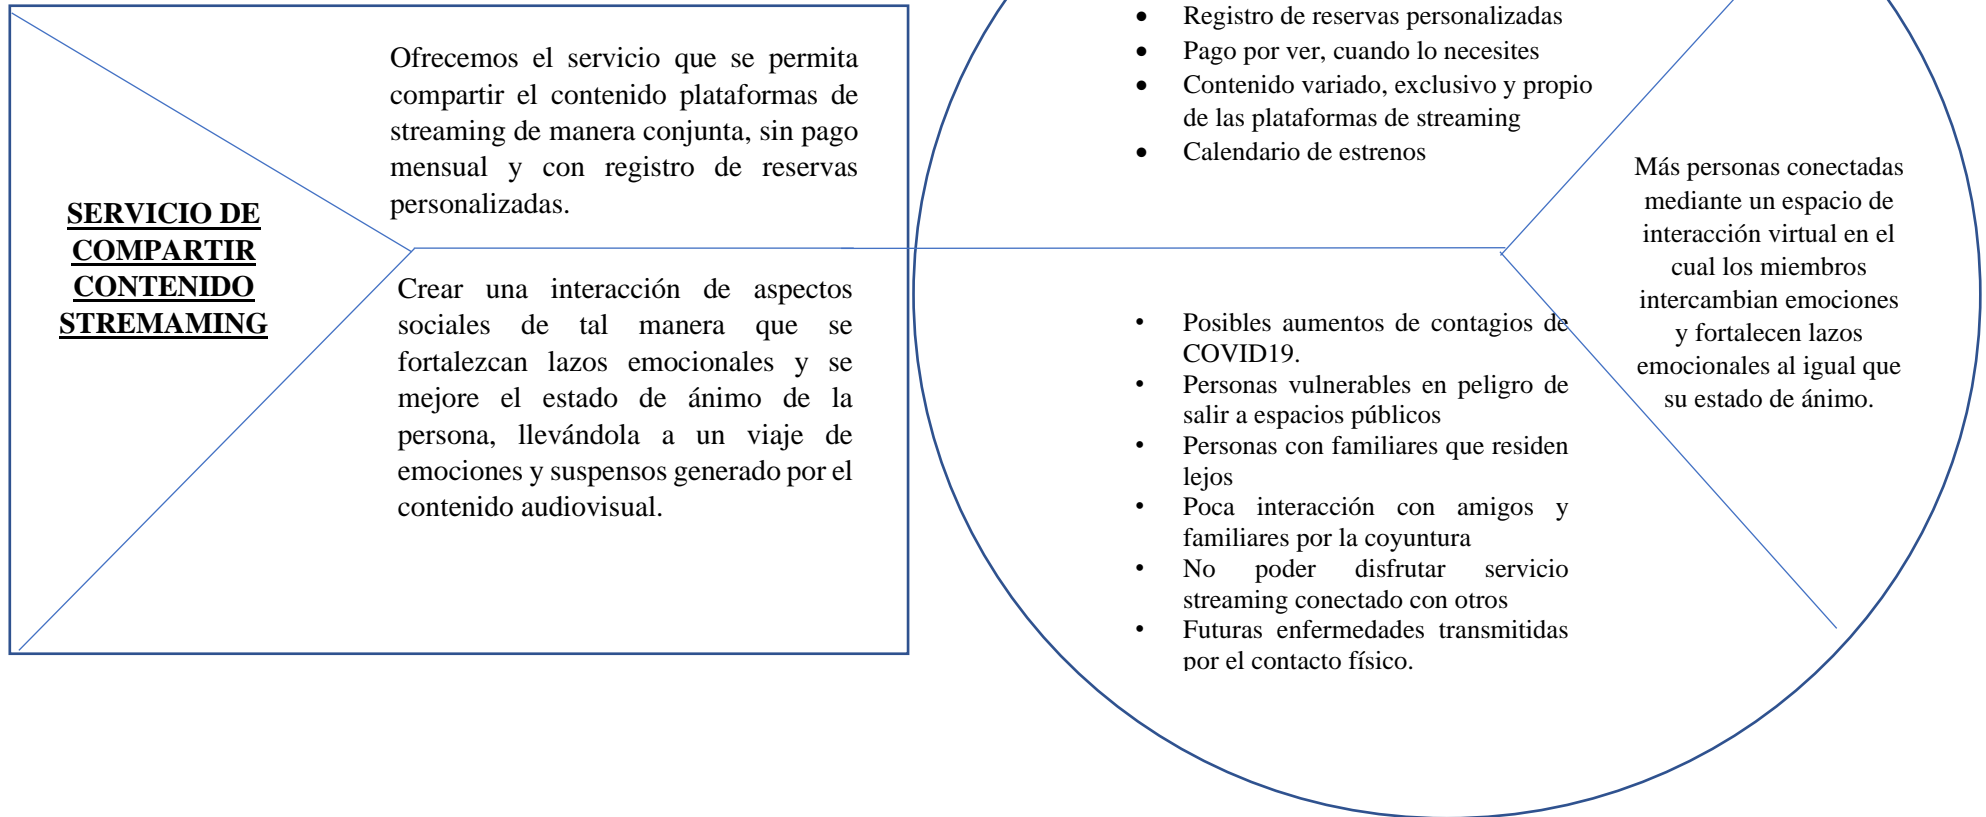 SERVICIO DE
COMPARTIR
CONTENIDO
STREMAMING
Ofrecemos el servicio que se permita
compartir el contenido plataformas de
streaming de manera conjunta, sin pago
mensual y con registro de reservas
personalizadas.
Crear una interacción de aspectos
sociales de tal manera que se
fortalezcan lazos emocionales y se
mejore el estado de ánimo de la
persona, llevándola a un viaje de
emociones y suspensos generado por el
contenido audiovisual.
• Registro de reservas personalizadas
• Pago por ver, cuando lo necesites
• Contenido variado, exclusivo y propio
de las plataformas de streaming
• Calendario de estrenos
• Posibles aumentos de contagios de
COVID19.
• Personas vulnerables en peligro de
salir a espacios públicos
• Personas con familiares que residen
lejos
• Poca interacción con amigos y
familiares por la coyuntura
• No poder disfrutar servicio
streaming conectado con otros
• Futuras enfermedades transmitidas
por el contacto físico.
Más personas conectadas
mediante un espacio de
interacción virtual en el
cual los miembros
intercambian emociones
y fortalecen lazos
emocionales al igual que
su estado de ánimo.